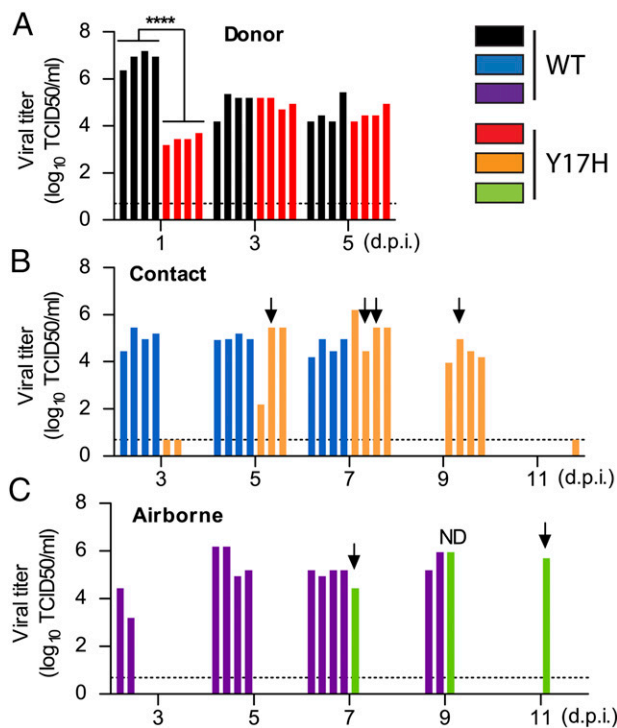 A
Donor
****
Viral titer
(log10 TCID50/ml)
8
6
4
2
0
1
3
5
(d.p.i.)
WT
Y17H
B
Contact
Viral titer
(log10 TCID50/ml)
8
6
4
2
0
3
5
7
9
11
(d.p.i.)
C
Airborne
ND
Viral titer
(log10 TCID50/ml)
8
6
4
2
0
3
5
7
9
11
(d.p.i.)